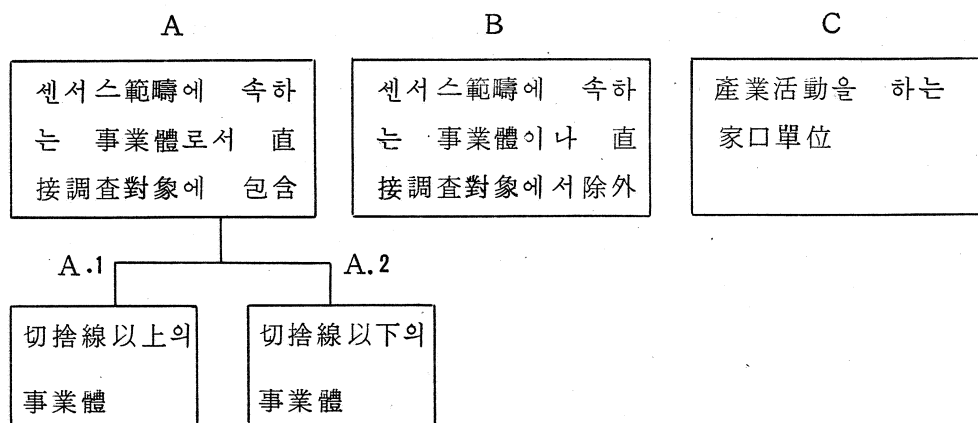 A
센서스範疇에 속하
는 事業體로서 直
接調査對象에 包含
B
센서스範疇에 속하
는 事業體이나 直
接調査對象에서除外
C
產業活動을 하는
家口單位
A.1
切捨線以上의
事業體
A.2
切捨線以下의
事業體